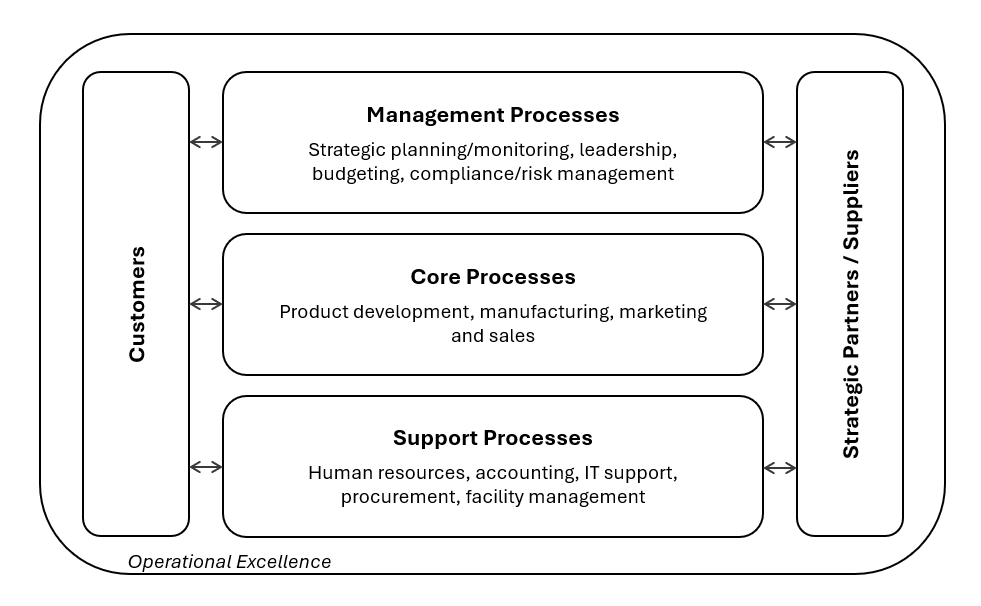 Customers
Management Processes
Strategic planning/monitoring, leadership,
budgeting, compliance/risk management
Core Processes
Product development, manufacturing, marketing
and sales
Support Processes
Human resources, accounting, IT support,
procurement, facility management
Strategic Partners / Suppliers
Operational Excellence